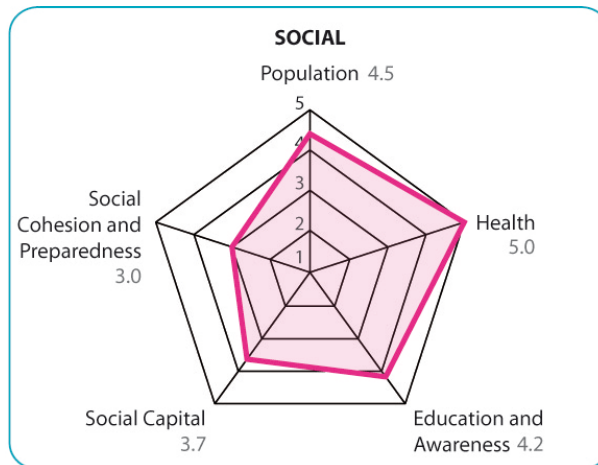 SOCIAL
Population 4.5
5
4
3
2
1
Social
Cohesion and
Preparedness
3.0
Health
5.0
Social Capital
3.7
Education and
Awareness 4.2